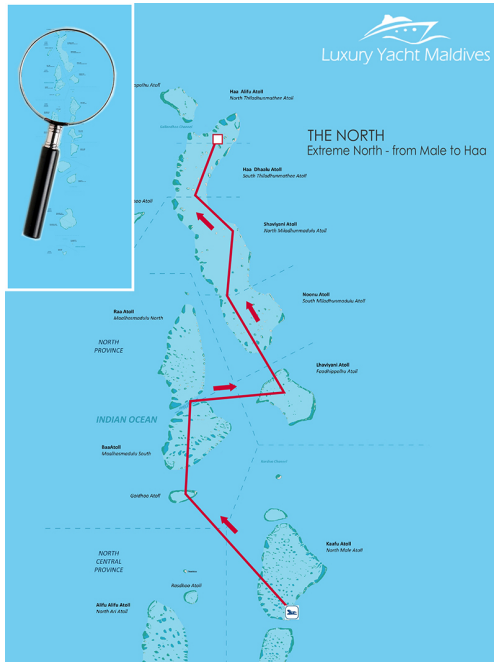 Luxury Yacht Maldives
THE NORTH
Extreme North - from Male to Haa
Haa Alifu Atoll
North Thiladhunmathee Atoll
Haa Dhaalu Atoll
South Thiladhunmathee Atoll
Shaviyani Atoll
North Miladhunmadulu Atoll
Noonu Atoll
South Miladhunmadulu Atoll
Raa Atoll
Maalhosmadulu North
NORTH
PROVINCE
Lhaviyani Atoll
Faadhippolhu Atoll
INDIAN OCEAN
BaaAtoll
Maalhosmadulu South
Goidhoo Atoll
Kaafu Atoll
North Male Atoll
NORTH
CENTRAL
PROVINCE
Rasdhoo Atoll
Alifu Alifu Atoll
North Ari Atoll